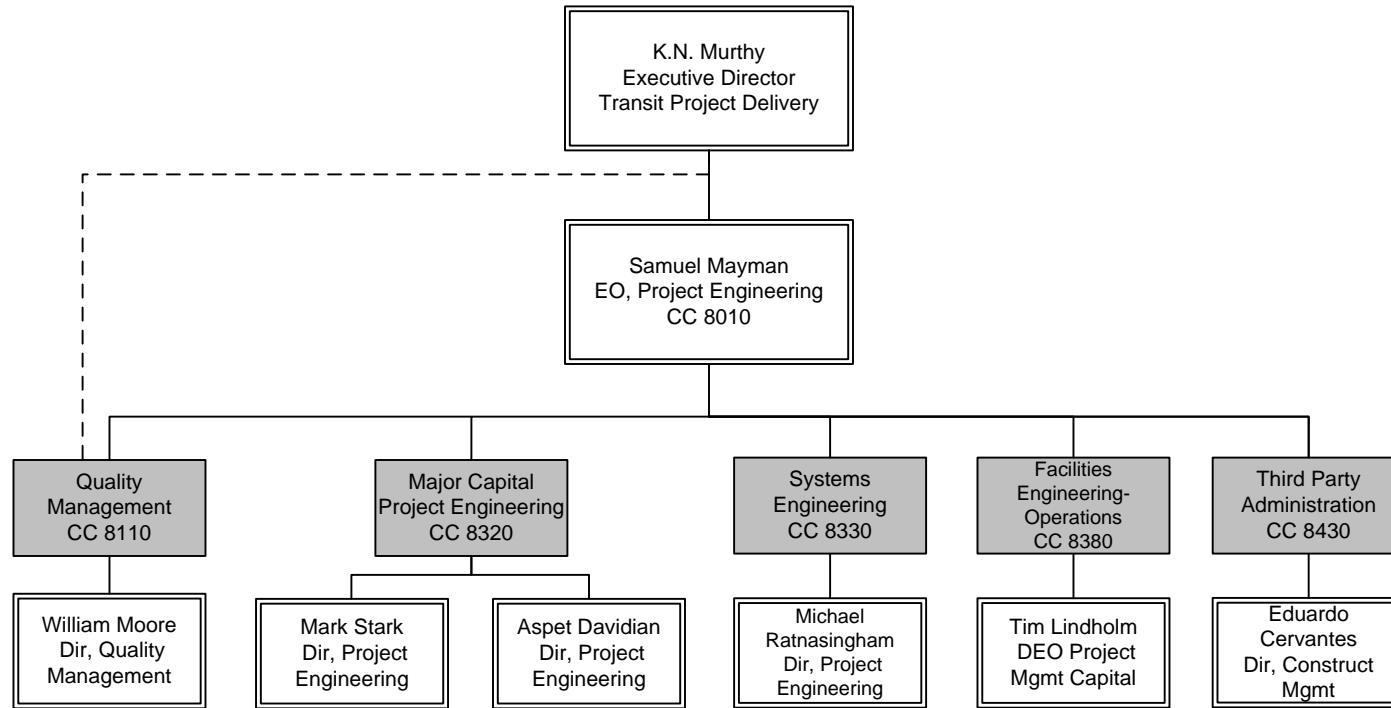 K.N. Murthy
Executive Director
Transit Project Delivery
Samuel Mayman
EO, Project Engineering
CC 8010
Quality
Management
CC 8110
Major Capital
Project Engineering
CC 8320
Systems
Engineering
CC 8330
Facilities
Engineering-
Operations
CC 8380
Third Party
Administration
CC 8430
William Moore
Dir, Quality
Management
Mark Stark
Dir, Project
Engineering
Aspet Davidian
Dir, Project
Engineering
Michael
Ratnasingham
Dir, Project
Engineering
Tim Lindholm
DEO Project
Mgmt Capital
Eduardo
Cervantes
Dir, Construct
Mgmt